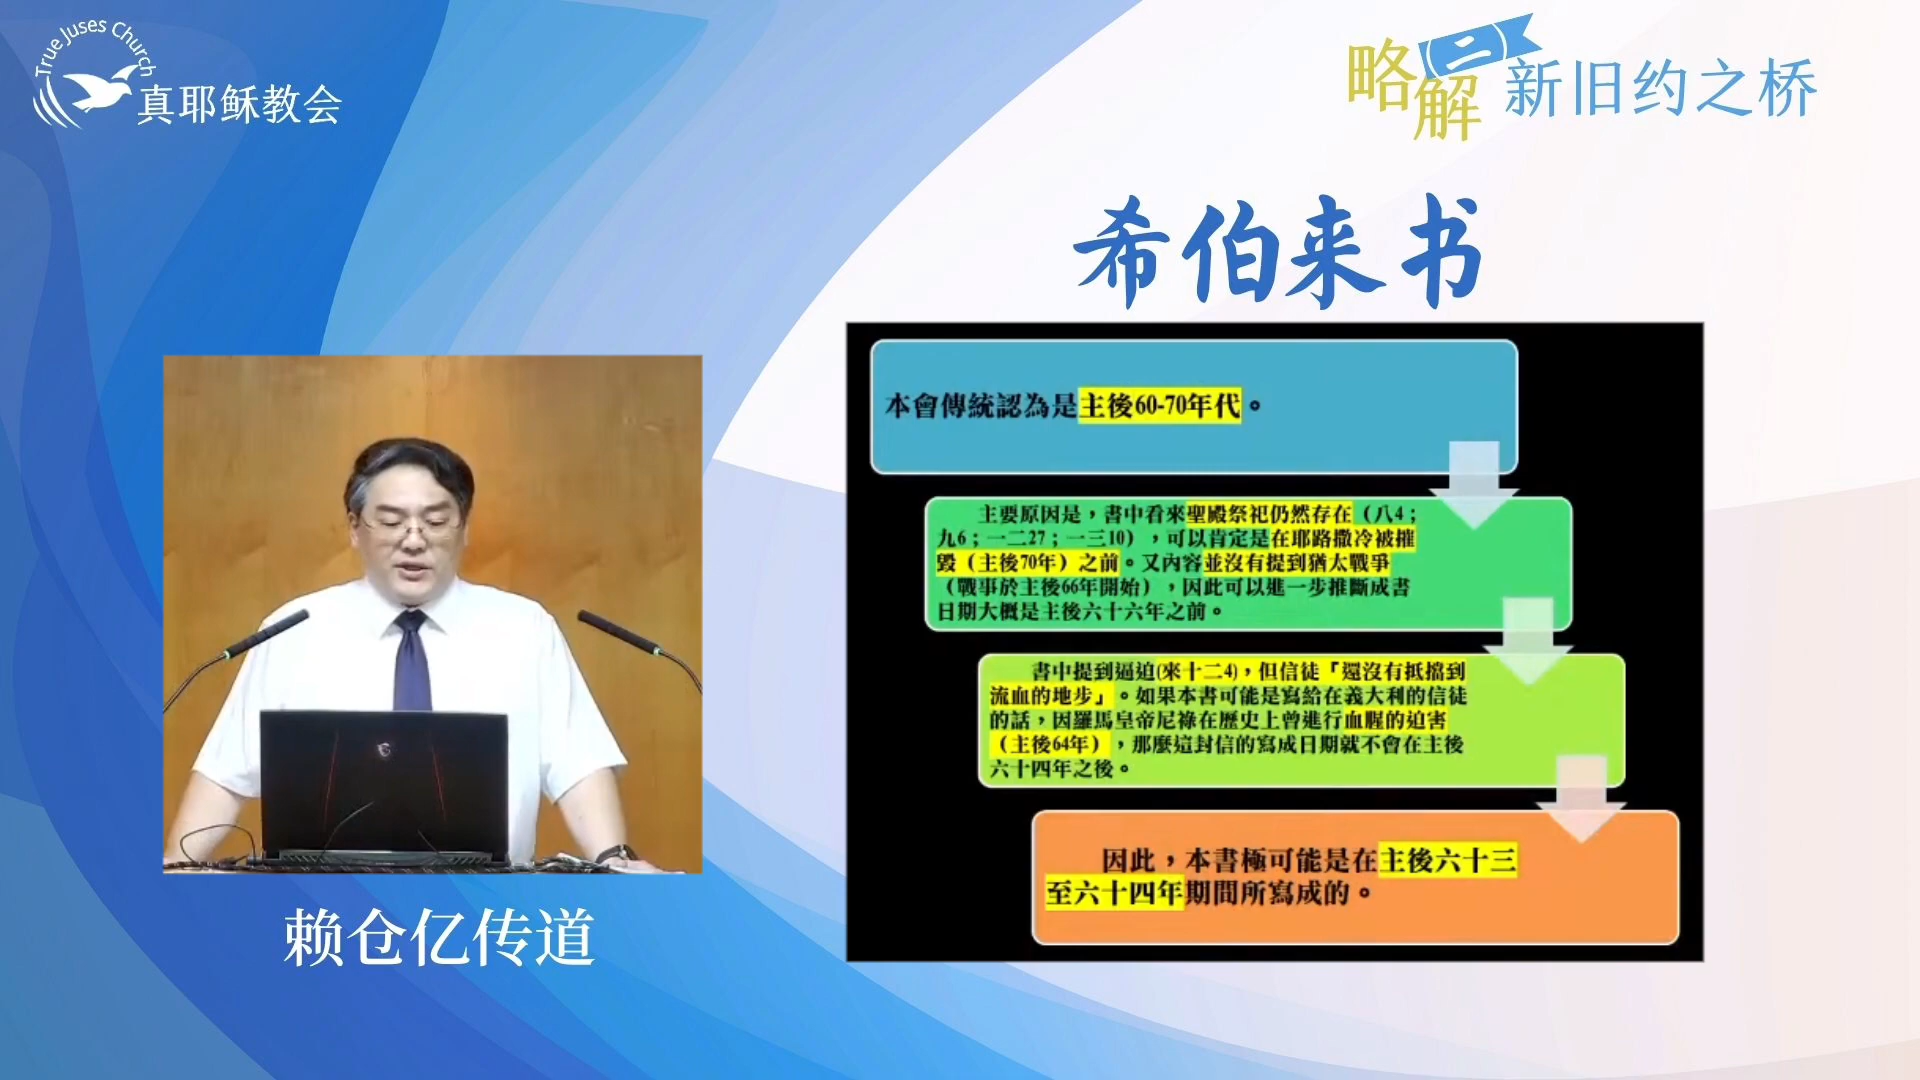 True Juses Church
真耶稣教会
略解
二
新旧约之桥
希伯来书
本會傳統認為是主後60-70年代。
主要原因是，書中看來聖殿祭祀仍然存在（八4；
九6；一二27；一三10），可以肯定是在耶路撒冷被摧
毀（主後70年）之前。又內容並沒有提到猶太戰爭
（戰事於主後66年開始），因此可以進一步推斷成書
日期大概是主後六十六年之前。
書中提到逼迫(來十二4)，但信徒「還沒有抵擋到
流血的地步」。如果本書可能是寫給在義大利的信徒
的話，因羅馬皇帝尼祿在歷史上曾進行血腥的迫害
（主後64年），那麼這封信的寫成日期就不會在主後
六十四年之後。
因此，本書極可能是在主後六十三
至六十四年期間所寫成的。
赖仓亿传道